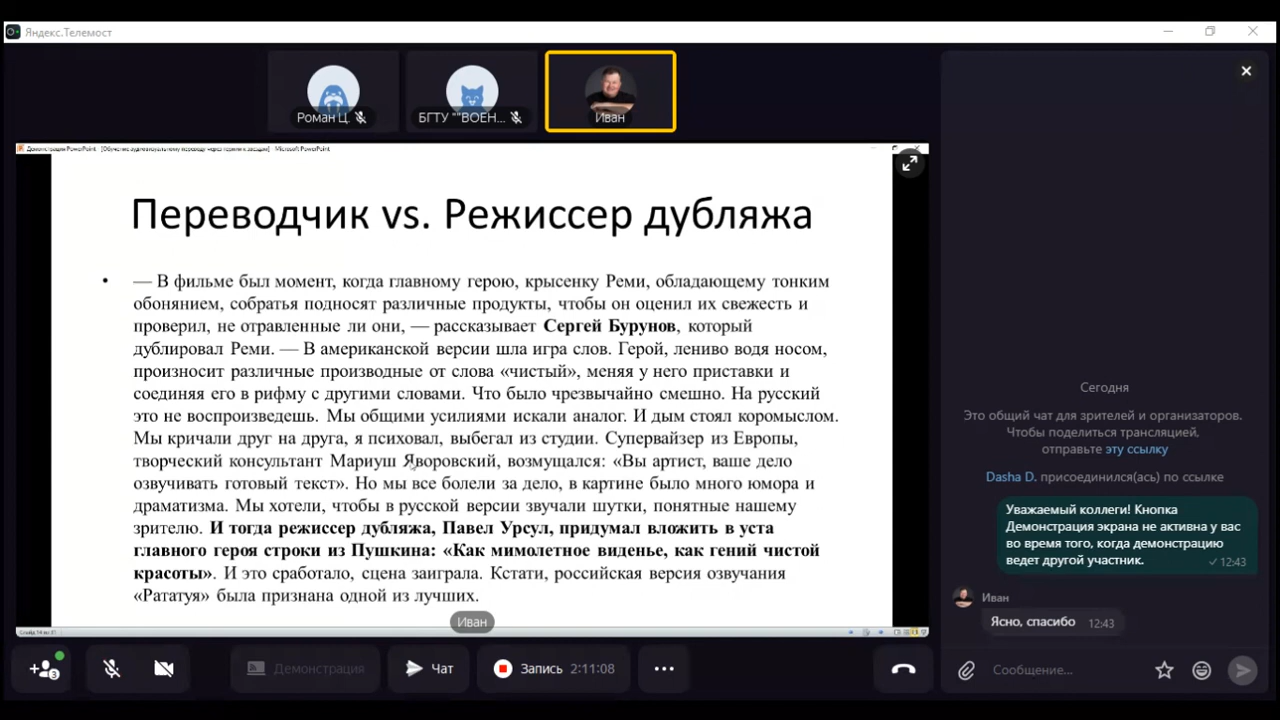 Яндекс.Телемост
Роман Ц.
БГТУ ""ВОЕН...
Иван
Демонстрация PowerPoint - [Обучение аудиовизуальному переводу через тернии к звездам] - Microsoft PowerPoint
Переводчик vs. Режиссер дубляжа
• — В фильме был момент, когда главному герою, крысенку Реми, обладающему тонким
обонянием, собратья подносят различные продукты, чтобы он оценил их свежесть и
проверил, не отравленные ли они, — рассказывает Сергей Бурунов, который
дублировал Реми. — В американской версии шла игра слов. Герой, лениво водя носом,
произносит различные производные от слова «чистый», меняя у него приставки и
соединяя его в рифму с другими словами. Что было чрезвычайно смешно. На русский
это не воспроизведешь. Мы общими усилиями искали аналог. И дым стоял коромыслом.
Мы кричали друг на друга, я психовал, выбегал из студии. Супервайзер из Европы,
творческий консультант Мариуш Яворовский, возмущался: «Вы артист, ваше дело
озвучивать готовый текст». Но мы все болели за дело, в картине было много юмора и
драматизма. Мы хотели, чтобы в русской версии звучали шутки, понятные нашему
зрителю. И тогда режиссер дубляжа, Павел Урсул, придумал вложить в уста
главного героя строки из Пушкина: «Как мимолетное виденье, как гений чистой
красоты». И это сработало, сцена заиграла. Кстати, российская версия озвучания
«Рататуя» была признана одной из лучших.
Иван
Сегодня
Это общий чат для зрителей и организаторов.
Чтобы поделиться трансляцией,
отправьте эту ссылку
Dasha D. присоединился(ась) по ссылке
Уважаемый коллеги! Кнопка
Демонстрация экрана не активна у вас
во время того, когда демонстрацию
ведет другой участник.
12:43
Иван
Ясно, спасибо 12:43
3
Демонстрация
Чат
Запись 2:11:08
Сообщение...